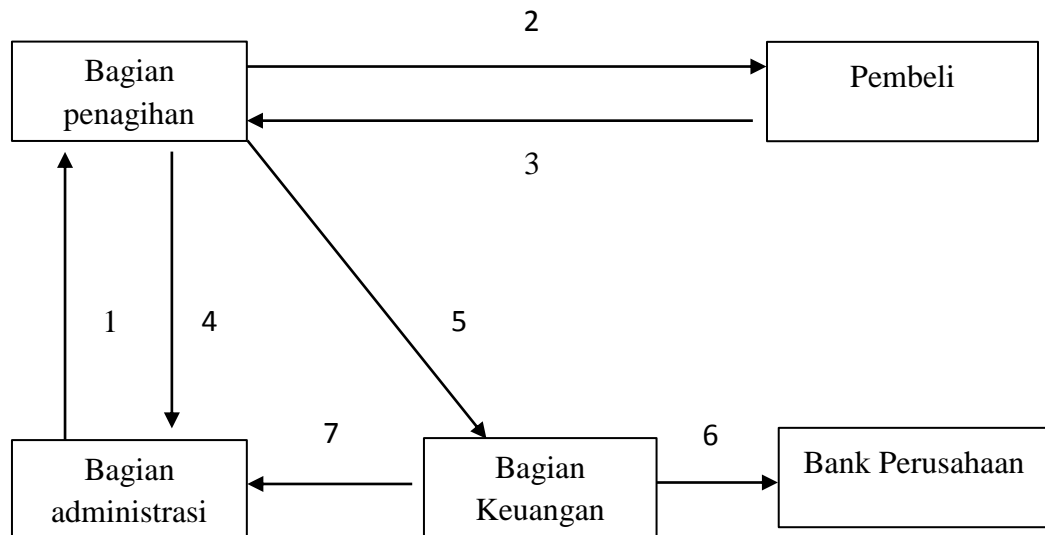 2
Bagian
penagihan
Pembeli
3
1
4
5
7
6
Bagian
administrasi
Bagian
Keuangan
Bank Perusahaan